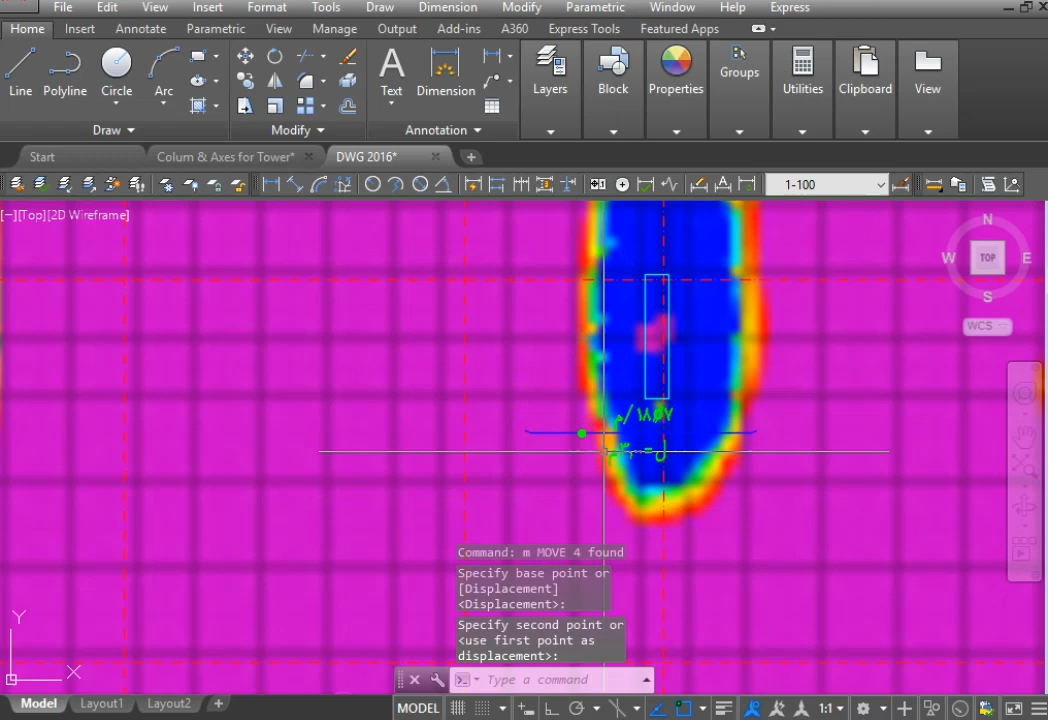 File Edit View Insert Format Tools Draw Dimension Modify Parametric Window Help Express
Home Insert Annotate Parametric View Manage Output Add-ins A360 Express Tools Featured Apps
Line Polyline Circle Arc Text Dimension Layers Block Properties Groups Utilities Clipboard View
Draw Modify Annotation
Start Colum & Axes for Tower* DWG 2016*
1-100
[−][Top][2D Wireframe]
N
W TOP E
S
WCS
م/١٨Φ٧
ل=
Command: m MOVE 4 found
Specify base point or
[Displacement]
<Displacement>:
Specify second point or
<use first point as
displacement>:
Y
X
Type a command
Model Layout1 Layout2 +
MODEL 1:1